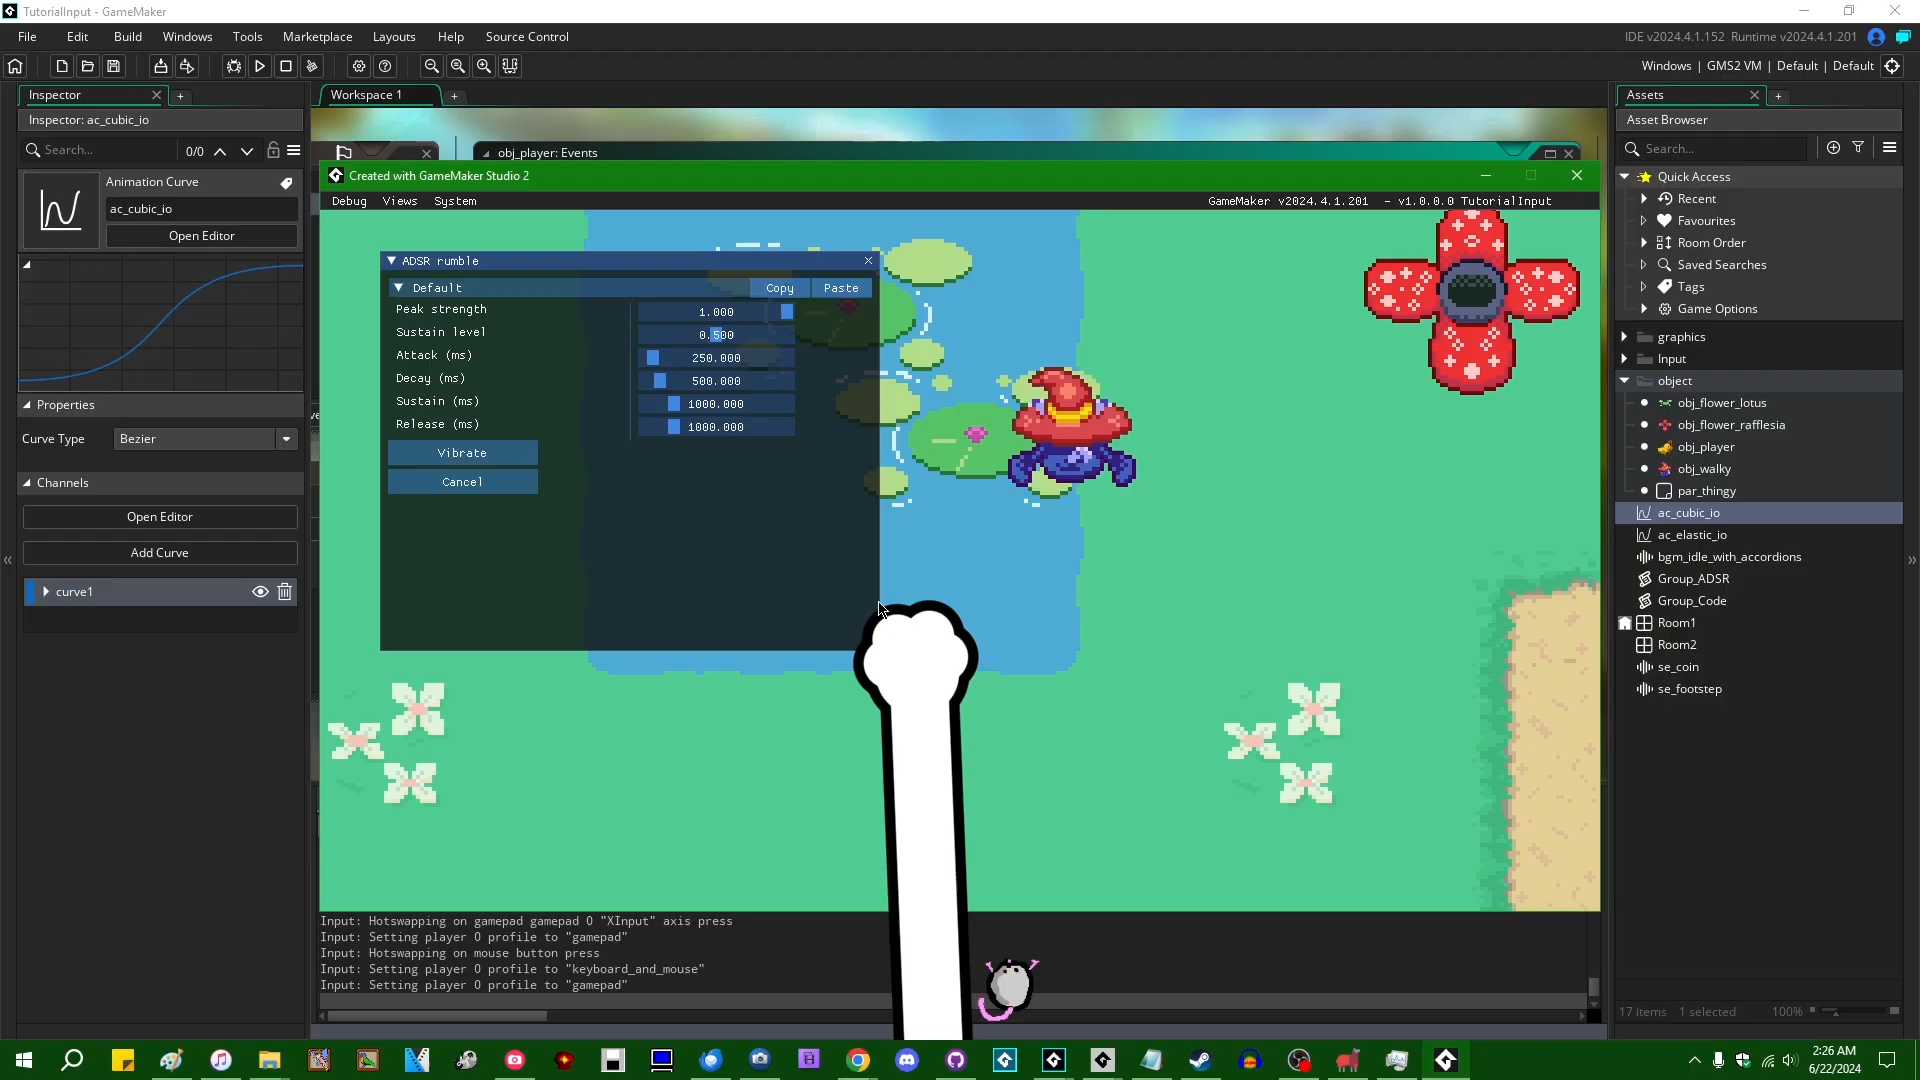 TutorialInput - GameMaker
File Edit Build Windows Tools Marketplace Layouts Help Source Control
IDE v2024.4.1.152 Runtime v2024.4.1.201
Windows | GMS2 VM | Default | Default
Inspector
Inspector: ac_cubic_io
Search...
0/0
Animation Curve
ac_cubic_io
Open Editor
Properties
Curve Type
Bezier
Channels
Open Editor
Add Curve
curve1
Workspace 1
obj_player: Events
Created with GameMaker Studio 2
Debug Views System
GameMaker v2024.4.1.201 - v1.0.0.0 TutorialInput
ADSR rumble
Default
Copy
Paste
Peak strength 1.000
Sustain level 0.500
Attack (ms) 250.000
Decay (ms) 500.000
Sustain (ms) 1000.000
Release (ms) 1000.000
Vibrate
Cancel
Input: Hotswapping on gamepad gamepad 0 "XInput" axis press
Input: Setting player 0 profile to "gamepad"
Input: Hotswapping on mouse button press
Input: Setting player 0 profile to "keyboard_and_mouse"
Input: Setting player 0 profile to "gamepad"
Assets
Asset Browser
Search...
Quick Access
Recent
Favourites
Room Order
Saved Searches
Tags
Game Options
graphics
Input
object
obj_flower_lotus
obj_flower_rafflesia
obj_player
obj_walky
par_thingy
ac_cubic_io
ac_elastic_io
bgm_idle_with_accordions
Group_ADSR
Group_Code
Room1
Room2
se_coin
se_footstep
17 items 1 selected 100%
2:26 AM
6/22/2024